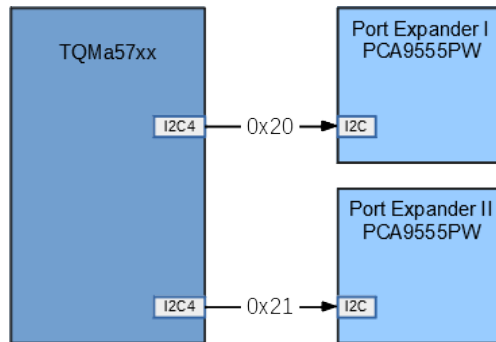 TQMa57xx
Port Expander I
PCA9555PW
I2C4
0x20
I2C
Port Expander II
PCA9555PW
I2C4
0x21
I2C